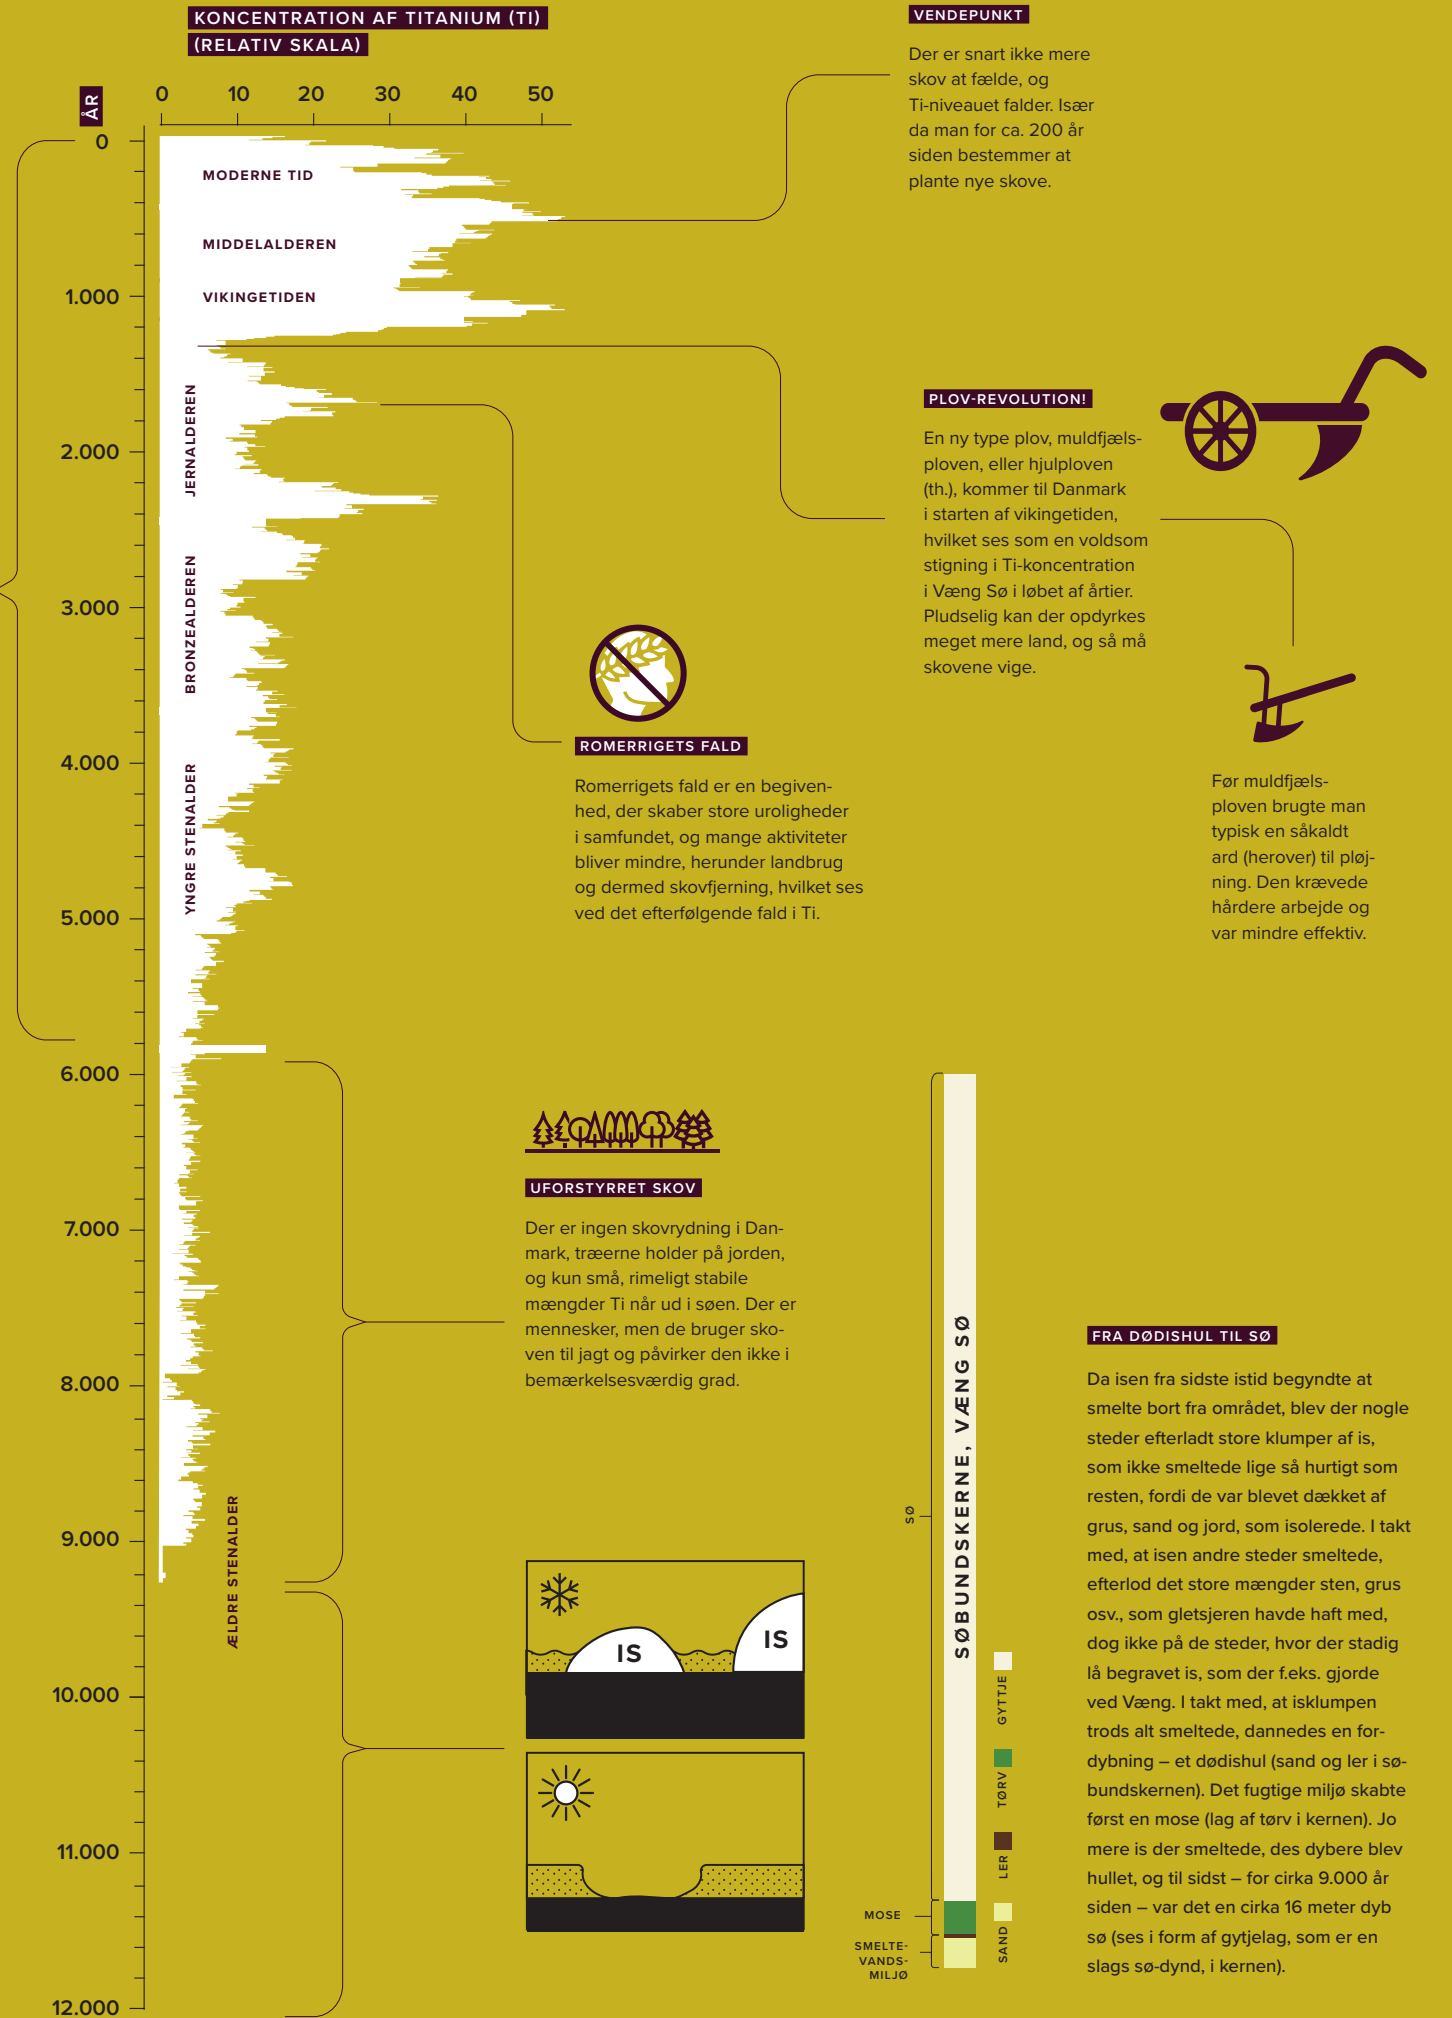 KONCENTRATION AF TITANIUM (TI)
(RELATIV SKALA)
ÅR
0 10 20 30 40 50
0
1.000
2.000
3.000
4.000
5.000
6.000
7.000
8.000
9.000
10.000
11.000
12.000
MODERNE TID
MIDDELALDEREN
VIKINGETIDEN
JERNALDEREN
BRONZEALDEREN
YNGRE STENALDER
ÆLDRE STENALDER
VENDEPUNKT
Der er snart ikke mere
skov at fælde, og
Ti-niveauet falder. Især
da man for ca. 200 år
siden bestemmer at
plante nye skove.
PLOV-REVOLUTION!
En ny type plov, muldfjæls-
ploven, eller hjulploven
(th.), kommer til Danmark
i starten af vikingetiden,
hvilket ses som en voldsom
stigning i Ti-koncentration
i Væng Sø i løbet af årtier.
Pludselig kan der opdyrkes
meget mere land, og så må
skovene vige.
Før muldfjæls-
ploven brugte man
typisk en såkaldt
ard (herover) til pløj-
ning. Den krævede
hårdere arbejde og
var mindre effektiv.
ROMERRIGETS FALD
Romerrigets fald er en begiven-
hed, der skaber store uroligheder
i samfundet, og mange aktiviteter
bliver mindre, herunder landbrug
og dermed skovfjerning, hvilket ses
ved det efterfølgende fald i Ti.
UFORSTYRRET SKOV
Der er ingen skovrydning i Dan-
mark, træerne holder på jorden,
og kun små, rimeligt stabile
mængder Ti når ud i søen. Der er
mennesker, men de bruger sko-
ven til jagt og påvirker den ikke i
bemærkelsesværdig grad.
IS
IS
SØ
SØBUNDSKERNE, VÆNG SØ
GYTTJE
TØRV
LER
SAND
MOSE
SMELTE-
VANDS-
MILJØ
FRA DØDISHUL TIL SØ
Da isen fra sidste istid begyndte at
smelte bort fra området, blev der nogle
steder efterladt store klumper af is,
som ikke smeltede lige så hurtigt som
resten, fordi de var blevet dækket af
grus, sand og jord, som isolerede. I takt
med, at isen andre steder smeltede,
efterlod det store mængder sten, grus
osv., som gletsjeren havde haft med,
dog ikke på de steder, hvor der stadig
lå begravet is, som der f.eks. gjorde
ved Væng. I takt med, at isklumpen
trods alt smeltede, dannedes en for-
dybning – et dødishul (sand og ler i sø-
bundskernen). Det fugtige miljø skabte
først en mose (lag af tørv i kernen). Jo
mere is der smeltede, des dybere blev
hullet, og til sidst – for cirka 9.000 år
siden – var det en cirka 16 meter dyb
sø (ses i form af gytjelag, som er en
slags sø-dynd, i kernen).